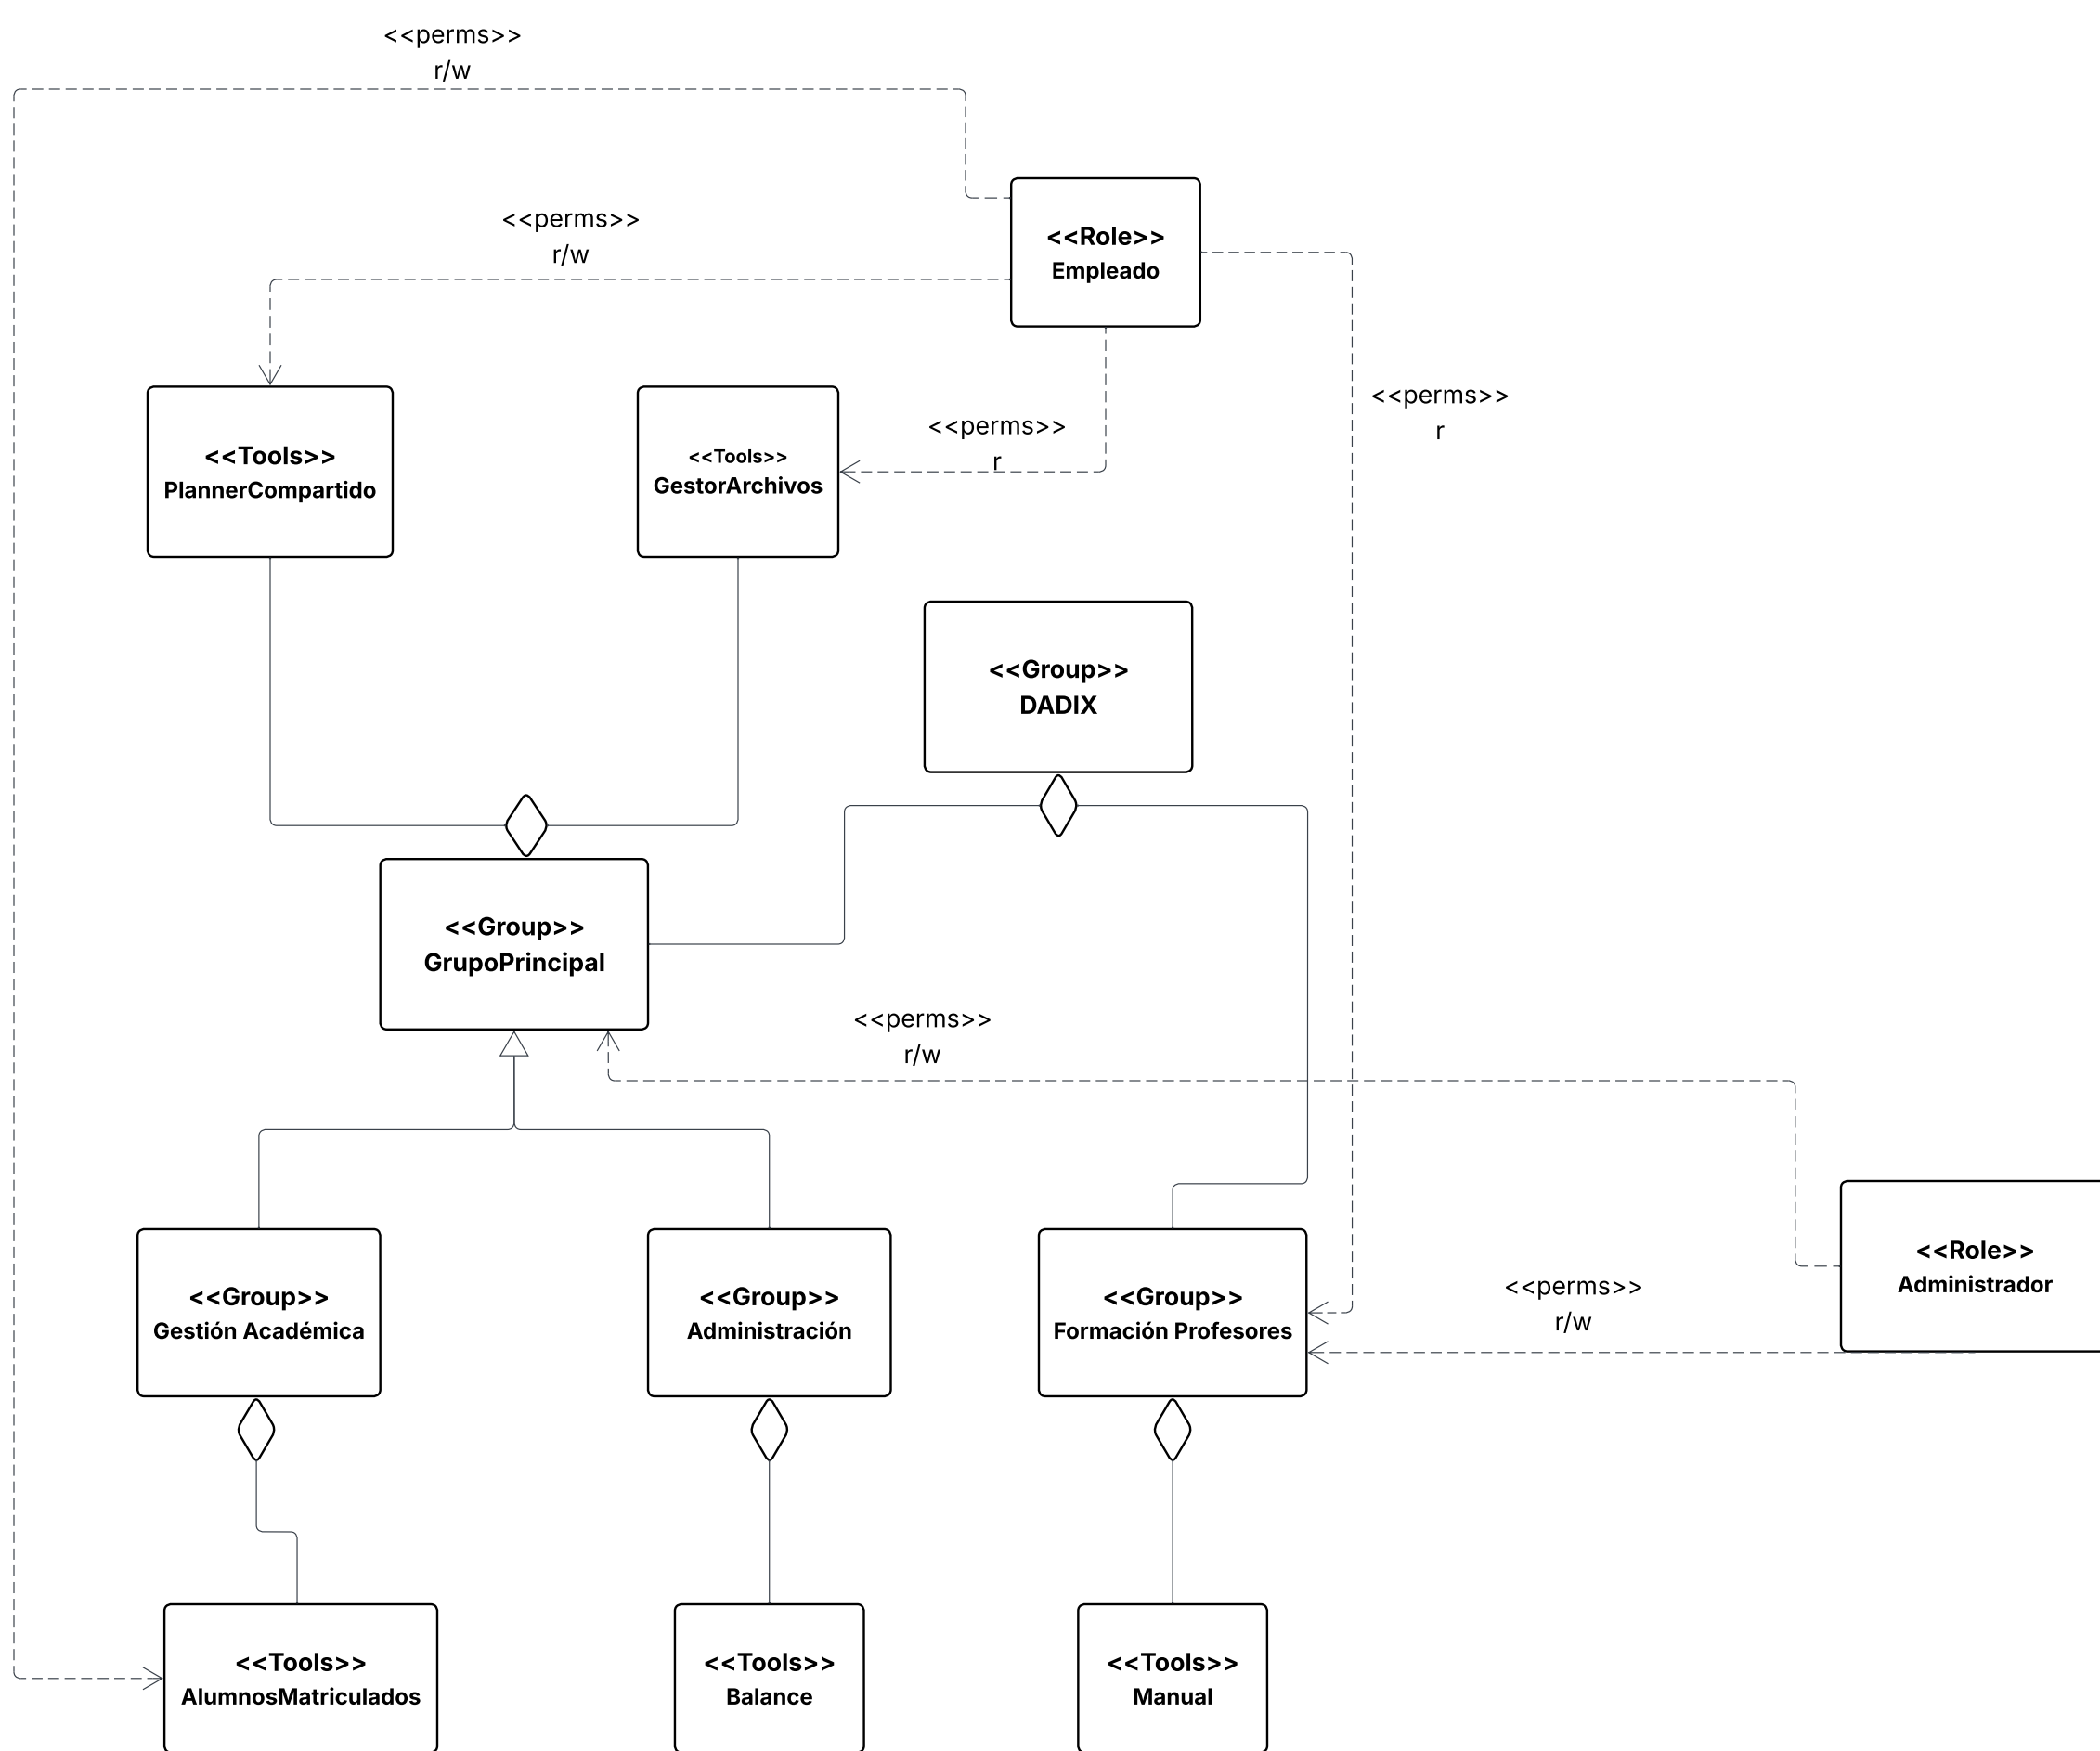 <<perms>>
r/w
<<perms>>
r/w
<<Role>>
Empleado
<<perms>>
r
<<perms>>
r
<<Tools>>
PlannerCompartido
<<Tools>>
GestorArchivos
<<Group>>
DADIX
<<Group>>
GrupoPrincipal
<<perms>>
r/w
<<Role>>
Administrador
<<perms>>
r/w
<<Group>>
Gestión Académica
<<Group>>
Administración
<<Group>>
Formación Profesores
<<Tools>>
AlumnosMatriculados
<<Tools>>
Balance
<<Tools>>
Manual